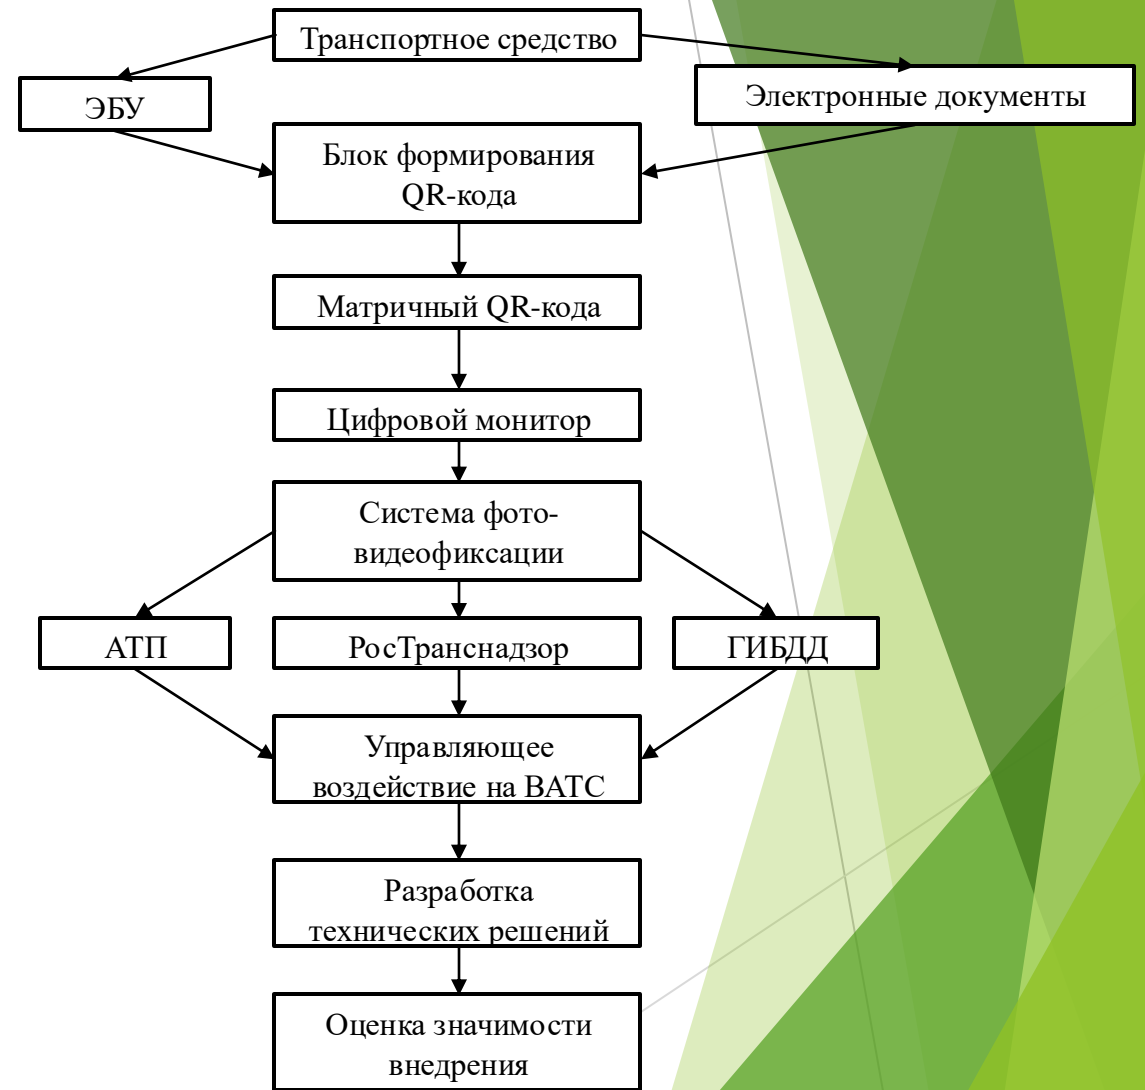 Транспортное средство
ЭБУ
Электронные документы
Блок формирования
QR-кода
Матричный QR-кода
Цифровой монитор
Система фото-
видеофиксации
АТП
РосТранснадзор
ГИБДД
Управляющее
воздействие на ВАТС
Разработка
технических решений
Оценка значимости
внедрения